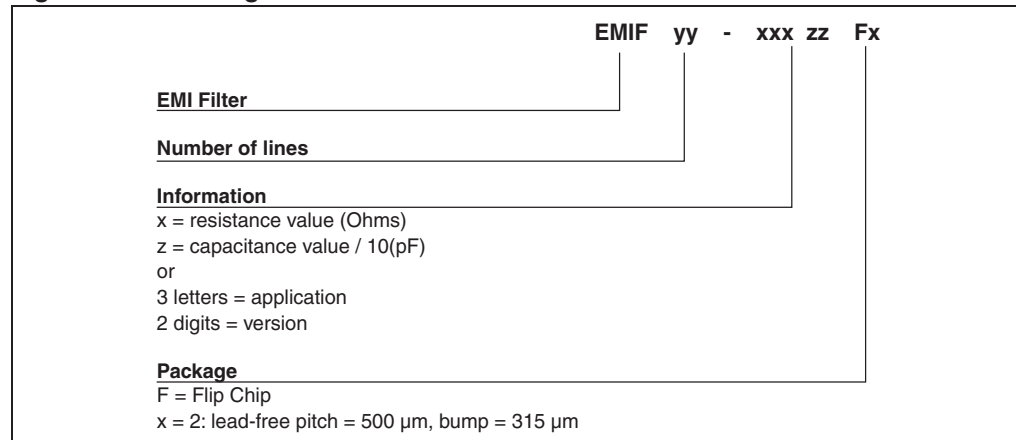 EMIF yy - xxx zz Fx
EMI Filter
Number of lines
Information
x = resistance value (Ohms)
z = capacitance value / 10(pF)
or
3 letters = application
2 digits = version
Package
F = Flip Chip
x = 2: lead-free pitch = 500 µm, bump = 315 µm